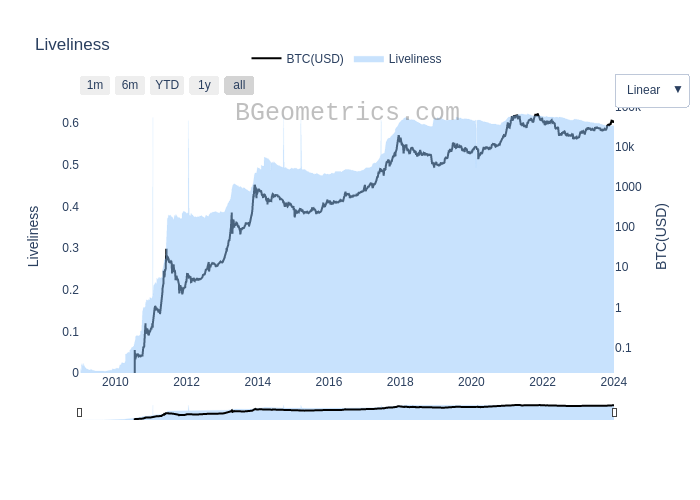 Liveliness
BTC(USD)
Liveliness
1m
6m
YTD
1y
all
Linear ▼
BGeometrics.com
0.6
0.5
0.4
0.3
0.2
0.1
0
Liveliness
100k
10k
1000
100
10
1
0.1
BTC(USD)
2010
2012
2014
2016
2018
2020
2022
2024